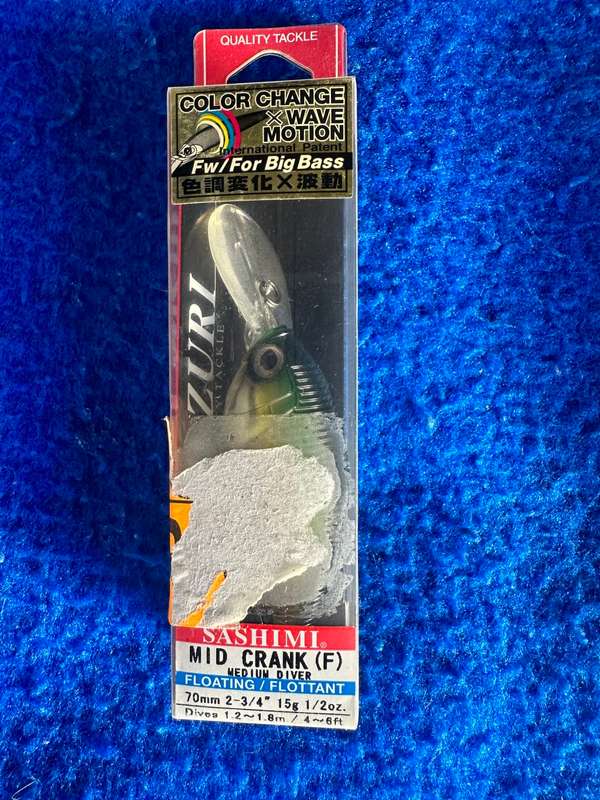 QUALITY TACKLE
COLOR CHANGE
× WAVE
MOTION
International Patent
Fw/For Big Bass
色調変化×波動
ZURI
TACKLE
SASHIMI®
MID CRANK (F)
MEDIUM DIVER
FLOATING / FLOTTANT
70mm 2-3/4" 15g 1/2oz.
Dives 1.2~1.8m / 4~6ft